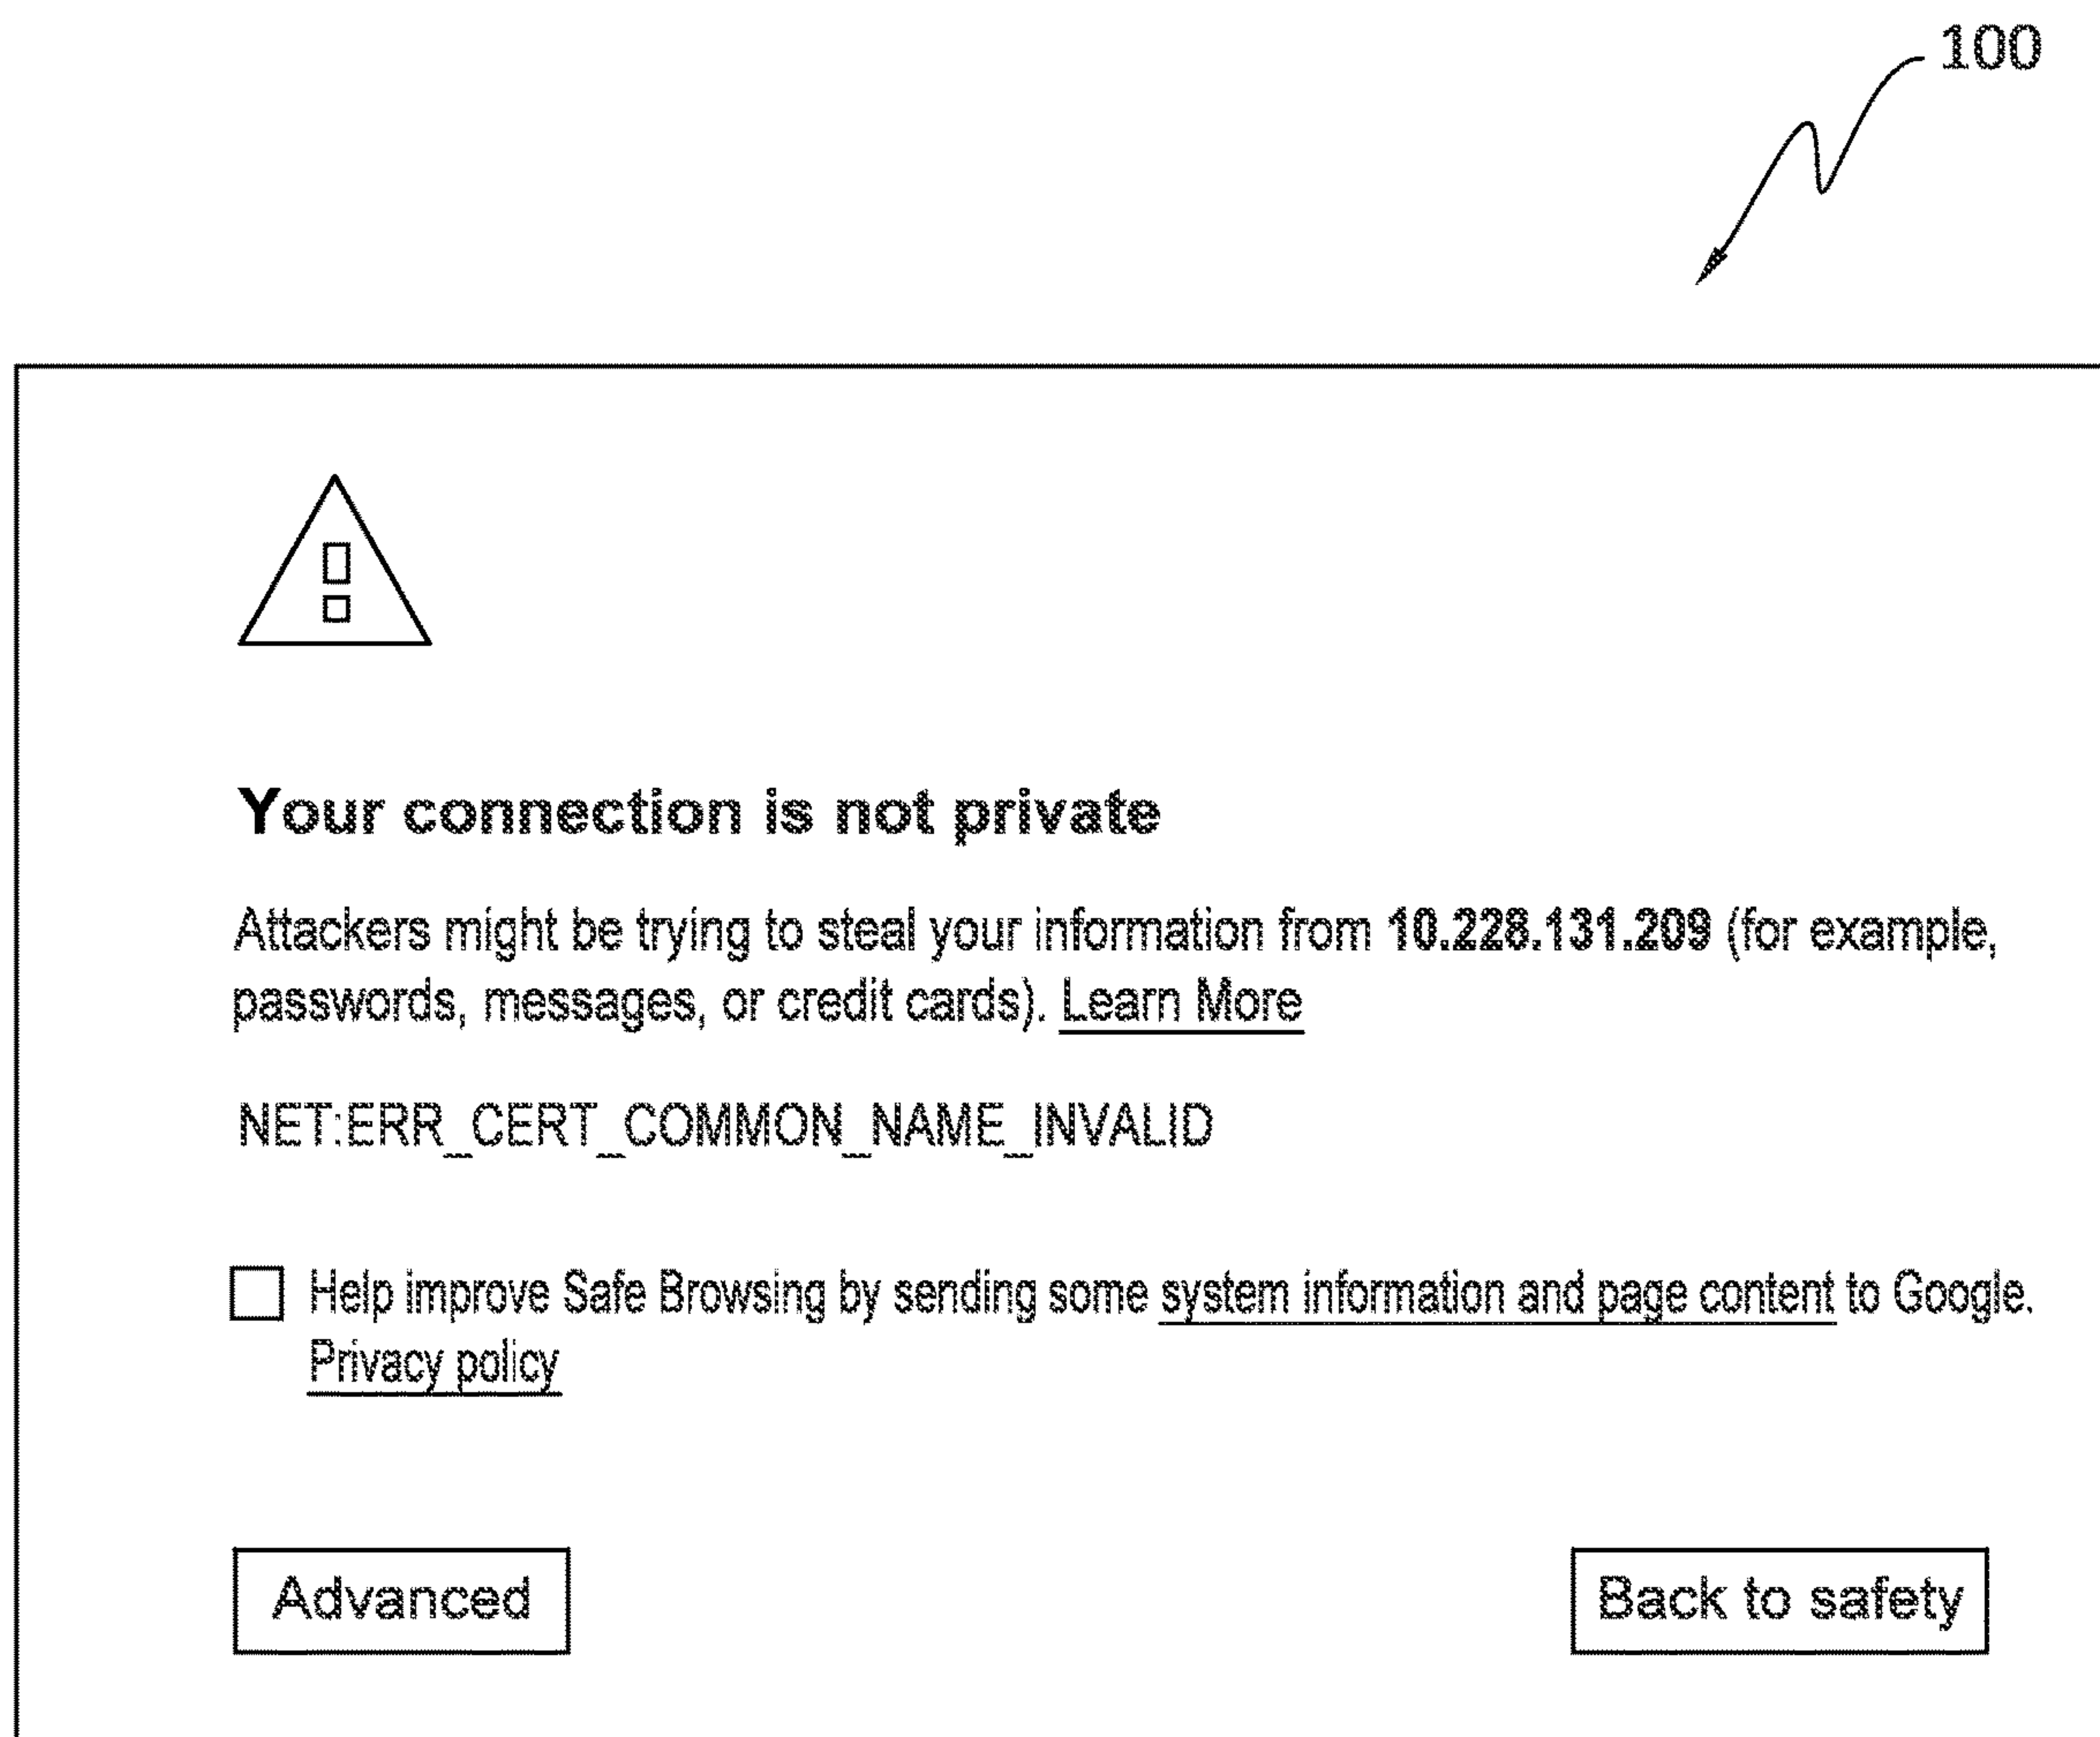 100
Your connection is not private
Attackers might be trying to steal your information from 10.228.131.209 (for example,
passwords, messages, or credit cards). Learn More
NET:ERR_CERT_COMMON_NAME_INVALID
Help improve Safe Browsing by sending some system information and page content to Google.
Privacy policy
Advanced
Back to safety